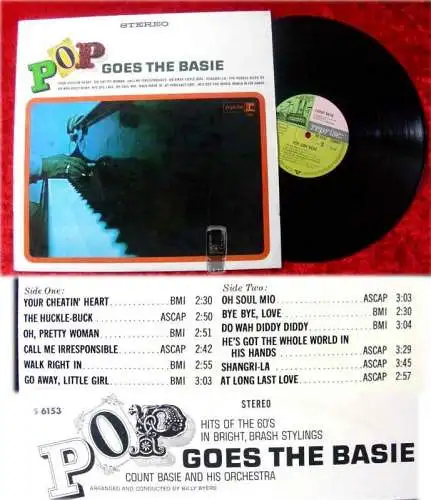 STEREO
POP GOES THE BASIE
reprise
Side One:
YOUR CHEATIN' HEART BMI 2:30
THE HUCKLE-BUCK ASCAP 2:50
OH, PRETTY WOMAN BMI 2:51
CALL ME IRRESPONSIBLE ASCAP 2:42
WALK RIGHT IN BMI 2:55
GO AWAY, LITTLE GIRL BMI 3:03
Side Two:
OH SOUL MIO ASCAP 3:03
BYE BYE, LOVE BMI 2:30
DO WAH DIDDY DIDDY BMI 3:04
HE'S GOT THE WHOLE WORLD IN
HIS HANDS ASCAP 3:29
SHANGRI-LA ASCAP 3:45
AT LONG LAST LOVE ASCAP 2:57
S 6153
STEREO
HITS OF THE 60'S
IN BRIGHT, BRASH STYLINGS
POP GOES THE BASIE
COUNT BASIE AND HIS ORCHESTRA
ARRANGED AND CONDUCTED BY BILLY BYERS